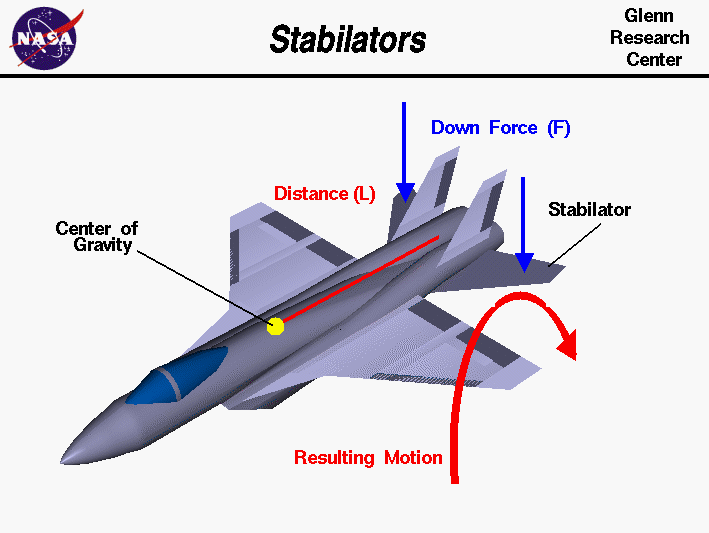 NASA
Stabilators
Glenn
Research
Center
Down Force (F)
Distance (L)
Stabilator
Center of
Gravity
Resulting Motion